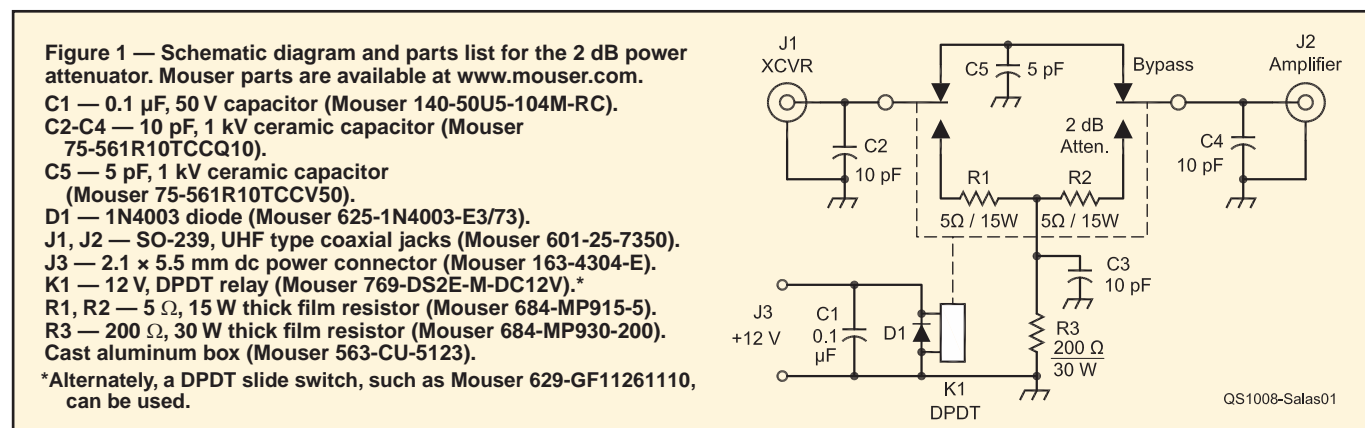 Figure 1 — Schematic diagram and parts list for the 2 dB power
attenuator. Mouser parts are available at www.mouser.com.
C1 — 0.1 µF, 50 V capacitor (Mouser 140-50U5-104M-RC).
C2-C4 — 10 pF, 1 kV ceramic capacitor (Mouser
75-561R10TCCQ10).
C5 — 5 pF, 1 kV ceramic capacitor
(Mouser 75-561R10TCCV50).
D1 — 1N4003 diode (Mouser 625-1N4003-E3/73).
J1, J2 — SO-239, UHF type coaxial jacks (Mouser 601-25-7350).
J3 — 2.1 × 5.5 mm dc power connector (Mouser 163-4304-E).
K1 — 12 V, DPDT relay (Mouser 769-DS2E-M-DC12V).*
R1, R2 — 5 Ω, 15 W thick film resistor (Mouser 684-MP915-5).
R3 — 200 Ω, 30 W thick film resistor (Mouser 684-MP930-200).
Cast aluminum box (Mouser 563-CU-5123).
*Alternately, a DPDT slide switch, such as Mouser 629-GF11261110,
can be used.
J1
XCVR
C5
5 pF
Bypass
J2
Amplifier
C2
10 pF
2 dB
Atten.
C4
10 pF
R1
R2
5Ω / 15W
5Ω / 15W
C3
10 pF
J3
+12 V
C1
0.1
µF
D1
K1
DPDT
R3
200 Ω
30 W
QS1008-Salas01